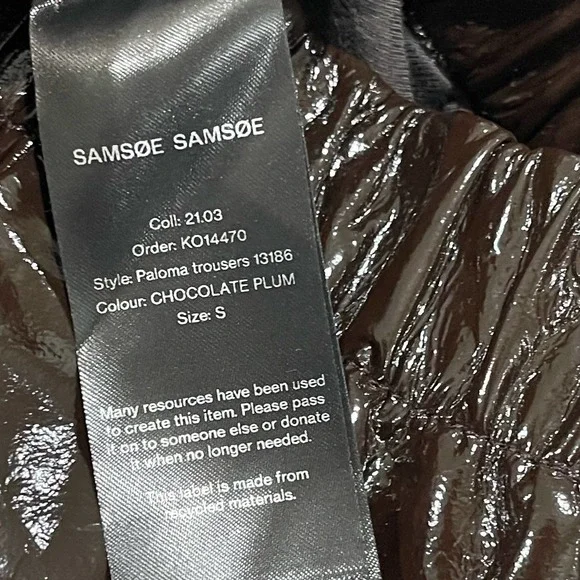 SAMSØE SAMSØE
Coll: 21.03
Order: KO14470
Style: Paloma trousers 13186
Colour: CHOCOLATE PLUM
Size: S
Many resources have been used
to create this item. Please pass
it on to someone else or donate
it when no longer needed.
This label is made from
recycled materials.